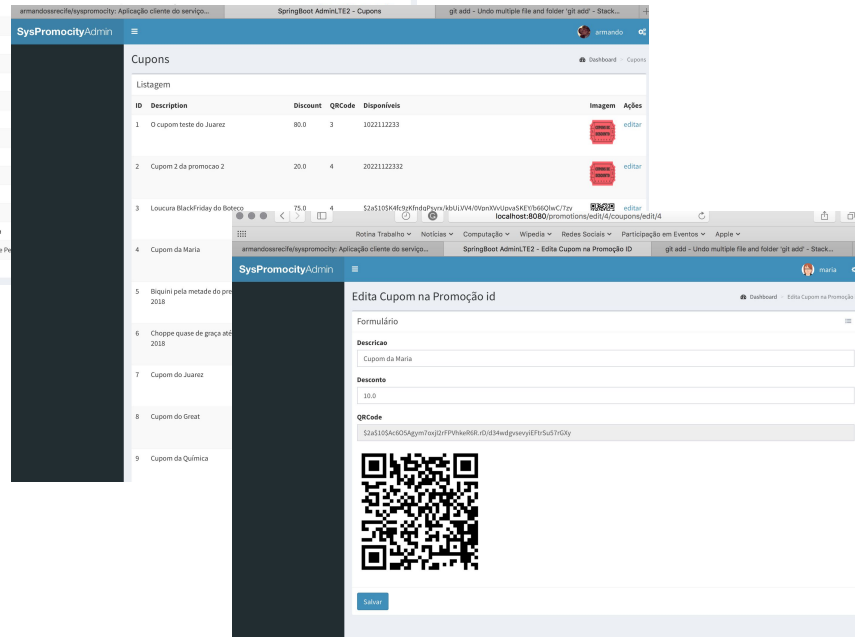 armandossrecife/syspromocity: Aplicação cliente do serviço...
SpringBoot AdminLTE2 - Cupons
git add - Undo multiple file and folder 'git add' - Stack...
SysPromocityAdmin
armando
Cupons
Dashboard > Cupons
Listagem
ID Description Discount QRCode Disponíveis Imagem Ações
1 O cupom teste do Juarez 80.0 3 1022112233 editar
2 Cupom 2 da promocao 2 20.0 4 20221122332 editar
3 Loucura BlackFriday do Boteco 75.0 4 editar
4 Cupom da Maria
5 Biquini pela metade do pre
2018
6 Choppe quase de graça até
2018
7 Cupom do Juarez
8 Cupom do Great
9 Cupom da Química
e Pe
localhost:8080/promotions/edit/4/coupons/edit/4
Rotina Trabalho Notícias Computação Wipedia Redes Sociais Participação em Eventos Apple
armandossrecife/syspromocity: Aplicação cliente do serviço...
SpringBoot AdminLTE2 - Edita Cupom na Promoção ID
git add - Undo multiple file and folder 'git add' - Stack...
SysPromocityAdmin
maria
Edita Cupom na Promoção id
Dashboard > Edita Cupom na Promoção
Formulário
Descricao
Cupom da Maria
Desconto
10.0
QRCode
Salvar